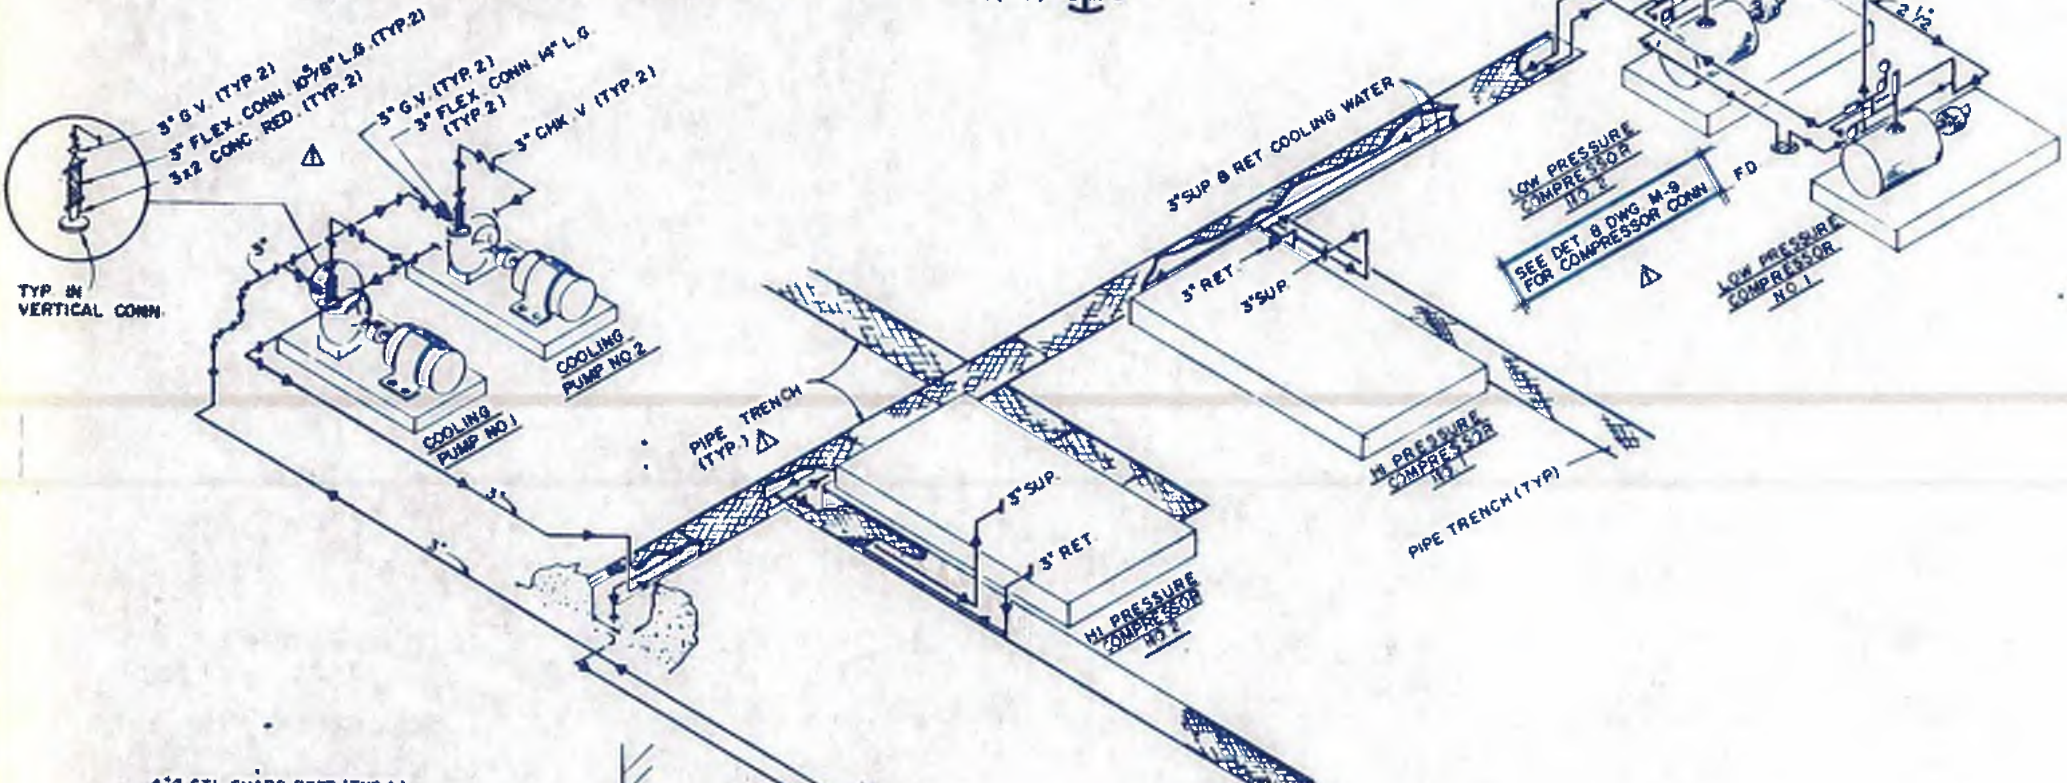 3" G.V. (TYP. 2)
3" FLEX. CONN. 10 5/8" L.G. (TYP. 2)
3x2 CONC. RED. (TYP. 2)
TYP. IN
VERTICAL CONN.
3" G.V. (TYP. 2)
3" FLEX. CONN. 14" L.G.
(TYP. 2)
3" CHK. V. (TYP. 2)
3"
COOLING
PUMP NO. 2
COOLING
PUMP NO. 1
3"
3"
PIPE TRENCH
(TYP.)
3" SUP & RET COOLING WATER
3" RET.
3" SUP.
2 1/2"
LOW PRESSURE
COMPRESSOR
NO. 2
SEE DET. 8 DWG. M-9
FOR COMPRESSOR CONN
F.D
LOW PRESSURE
COMPRESSOR
NO. 1
HI PRESSURE
COMPRESSOR
NO. 1
PIPE TRENCH (TYP)
3" SUP.
3" RET.
HI PRESSURE
COMPRESSOR
NO. 2